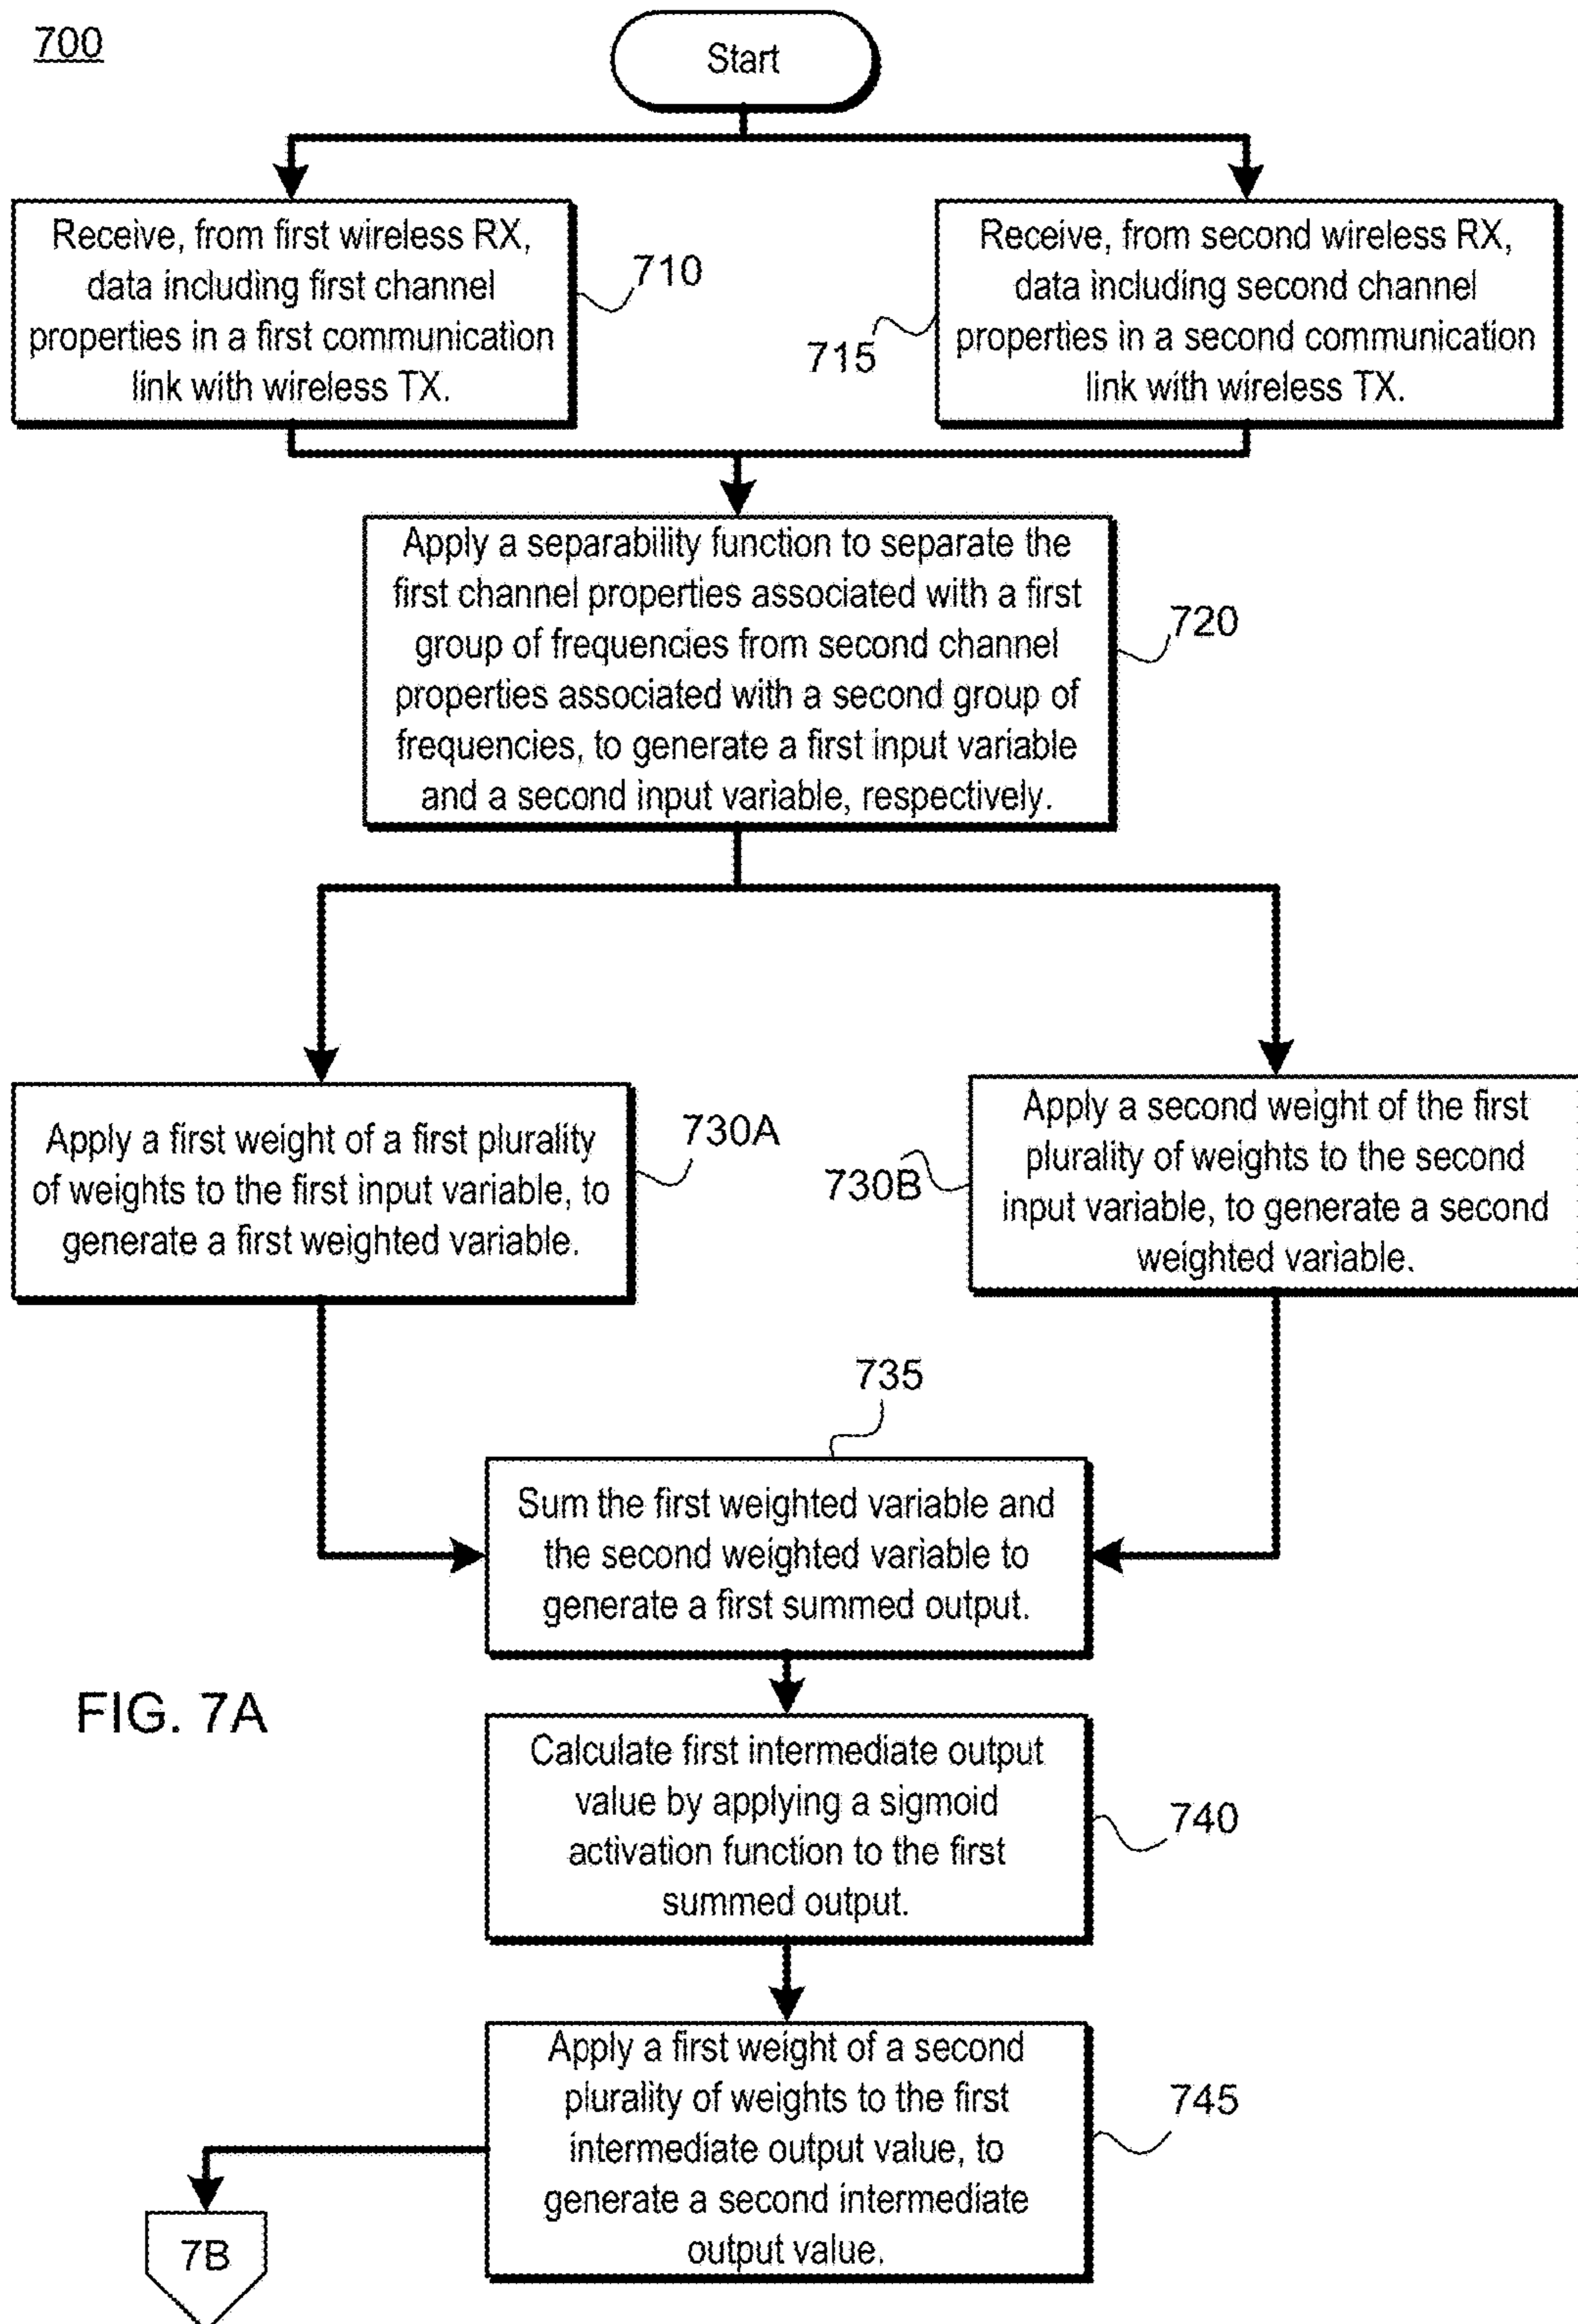 700
Start
Receive, from first wireless RX,
data including first channel
properties in a first communication
link with wireless TX.
710
Receive, from second wireless RX,
data including second channel
properties in a second communication
link with wireless TX.
715
Apply a separability function to separate the
first channel properties associated with a first
group of frequencies from second channel
properties associated with a second group of
frequencies, to generate a first input variable
and a second input variable, respectively.
720
Apply a first weight of a first plurality
of weights to the first input variable, to
generate a first weighted variable.
730A
Apply a second weight of the first
plurality of weights to the second
input variable, to generate a second
weighted variable.
730B
735
Sum the first weighted variable and
the second weighted variable to
generate a first summed output.
FIG. 7A
Calculate first intermediate output
value by applying a sigmoid
activation function to the first
summed output.
740
Apply a first weight of a second
plurality of weights to the first
intermediate output value, to
generate a second intermediate
output value.
745
7B